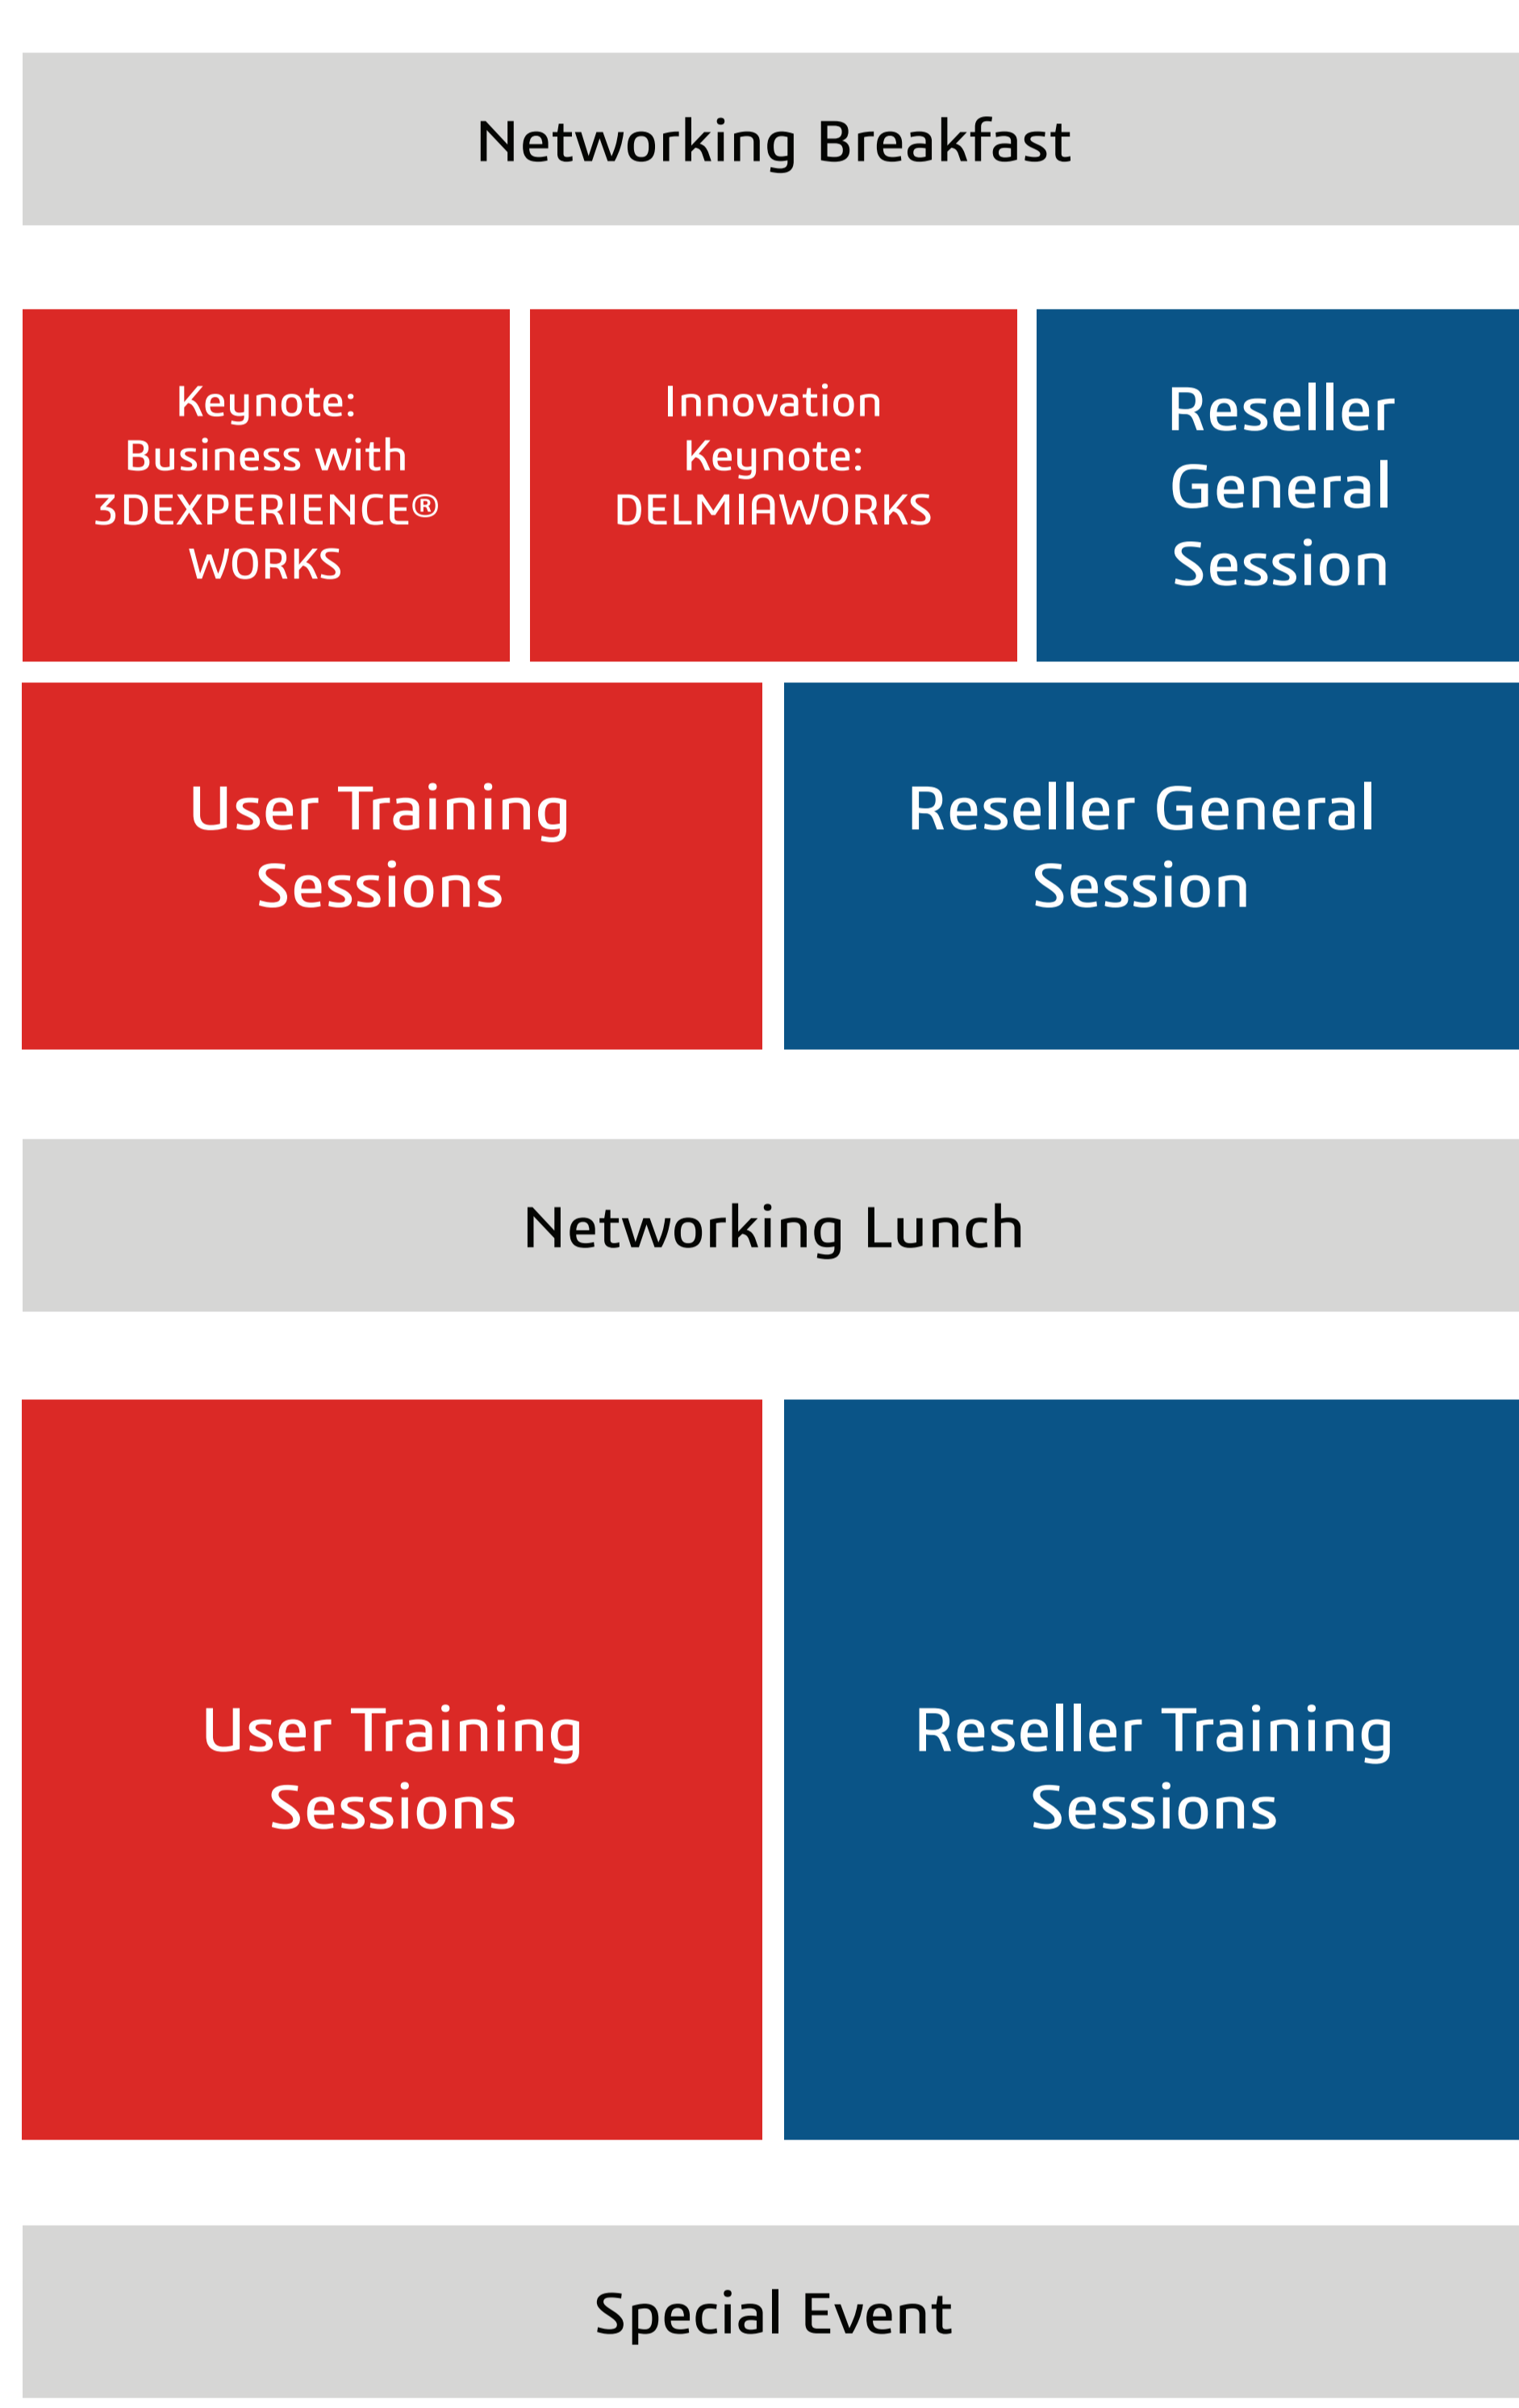 Networking Breakfast
Keynote:
Business with
3DEXPERIENCE®
WORKS
Innovation
Keynote:
DELMIAWORKS
Reseller
General
Session
User Training
Sessions
Reseller General
Session
Networking Lunch
User Training
Sessions
Reseller Training
Sessions
Special Event